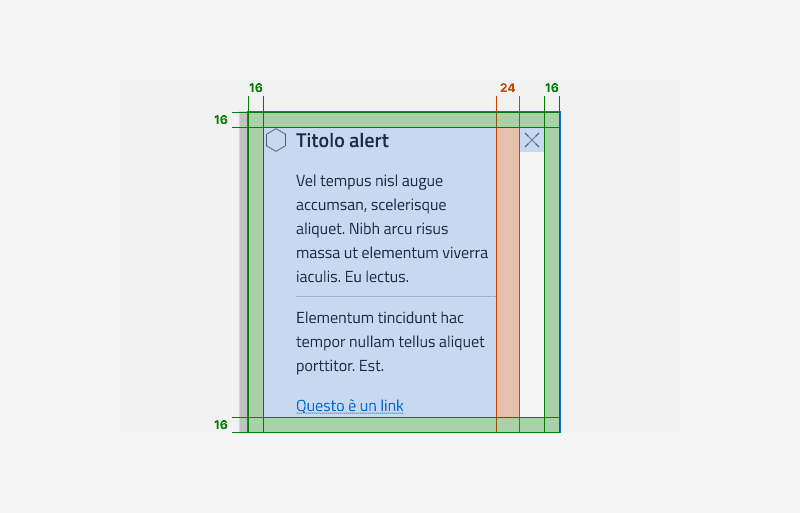 16
24
16
16
Titolo alert
Vel tempus nisl augue
accumsan, scelerisque
aliquet. Nibh arcu risus
massa ut elementum viverra
iaculis. Eu lectus.
Elementum tincidunt hac
tempor nullam tellus aliquet
porttitor. Est.
Questo è un link
16